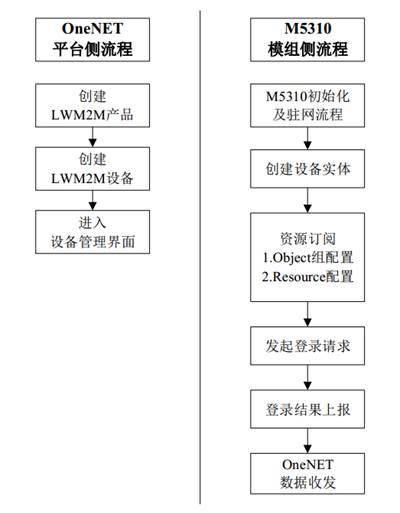 OneNET
平台侧流程
创建
LWM2M产品
创建
LWM2M设备
进入
设备管理界面
M5310
模组侧流程
M5310初始化
及驻网流程
创建设备实体
资源订阅
1.Object组配置
2.Resource配置
发起登录请求
登录结果上报
OneNET
数据收发